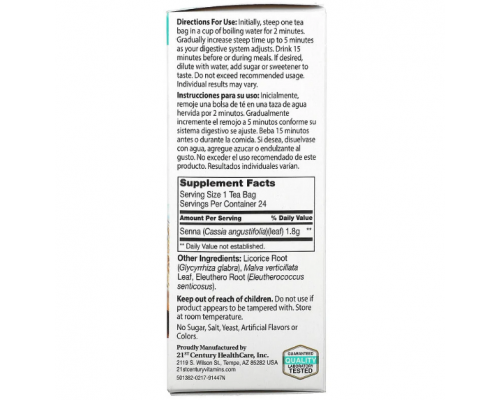 Directions For Use: Initially, steep one tea
bag in a cup of boiling water for 2 minutes.
Gradually increase steep time up to 5 minutes
as your digestive system adjusts. Drink 15
minutes before or during meals. If desired,
dilute with water, add sugar or sweetener to
taste. Do not exceed recommended usage.
Individual results may vary.
Instrucciones para su uso: Inicialmente,
remoje una bolsa de té en una taza de agua
hervida por 2 minutos. Gradualmente
incremente el remojo a 5 minutos conforme su
sistema digestivo se ajuste. Beba 15 minutos
antes o durante la comida. Si desea, disuelvase
con agua, agregue azucar o endulzante al
gusto. No exceder el uso recomendado de este
producto. Resultados individuales varían.
Supplement Facts
Serving Size 1 Tea Bag
Servings Per Container 24
Amount Per Serving % Daily Value
Senna (Cassia angustifolia)(leaf) 1.8g **
** Daily Value not established.
Other Ingredients: Licorice Root
(Glycyrrhiza glabra), Malva verticillata
Leaf, Eleuthero Root (Eleutherococcus
senticosus).
Keep out of reach of children. Do not use if
product appears to be tampered with. Store
at room temperature.
No Sugar, Salt, Yeast, Artificial Flavors or
Colors.
Proudly Manufactured by
21st Century HealthCare, Inc.
2119 S. Wilson St., Tempe, AZ 85282 USA
21stcenturyvitamins.com
501382-0217-01447N
GUARANTEE
QUALITY
LABORATORY
TESTED